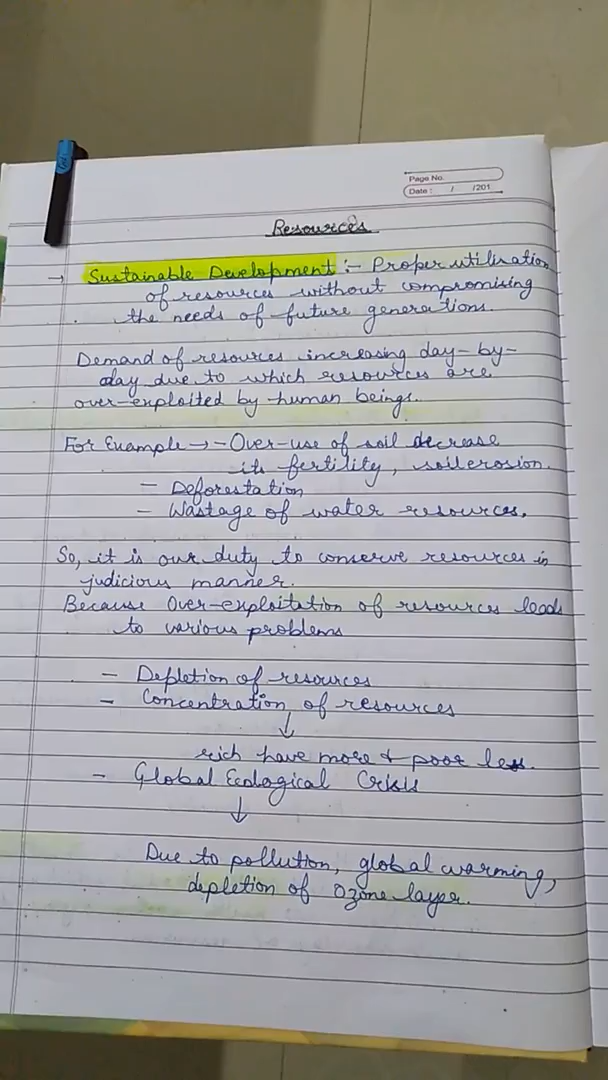 Page No.
Date : / /201
Resources
→ Sustainable Development :- Proper utilisation
of resources without compromising
the needs of future generations.
Demand of resources increasing day-by-
day due to which resources are
over-exploited by human beings.
For Example → - Over-use of soil decrease
its fertility, soil erosion.
- Deforestation
- Wastage of water resources.
So, it is our duty to conserve resources in
judicious manner.
Because Over-exploitation of resources leads
to various problems
- Depletion of resources
- Concentration of resources
↓
rich have more + poor less.
- Global Ecological Crisis
↓
Due to pollution, global warming,
depletion of Ozone layer.